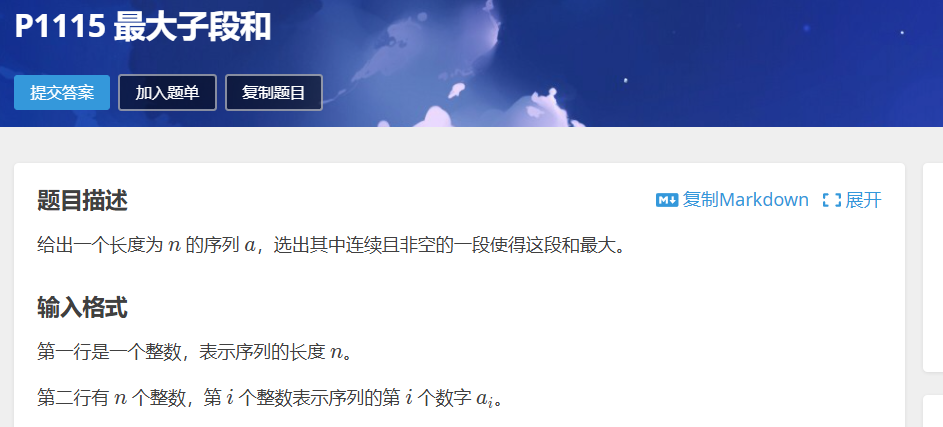 P1115 最大子段和
提交答案 加入题单 复制题目
题目描述
M↓ 复制Markdown 展开
给出一个长度为 n 的序列 a，选出其中连续且非空的一段使得这段和最大。
输入格式
第一行是一个整数，表示序列的长度 n。
第二行有 n 个整数，第 i 个整数表示序列的第 i 个数字 aᵢ。